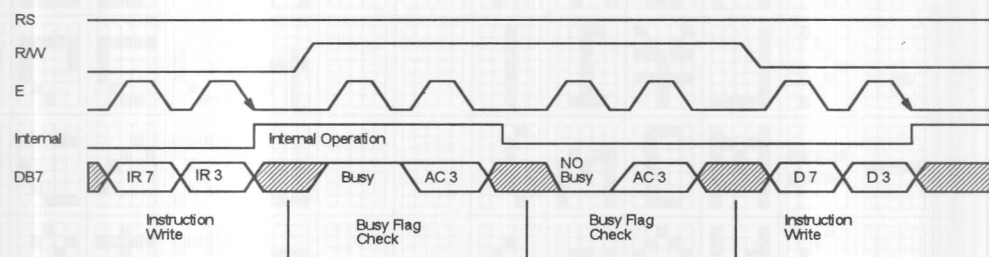 RS
R/W
E
Internal
Internal Operation
DB7
IR 7
IR 3
Busy
AC 3
NO
Busy
AC 3
D 7
D 3
Instruction
Write
Busy Flag
Check
Busy Flag
Check
Instruction
Write